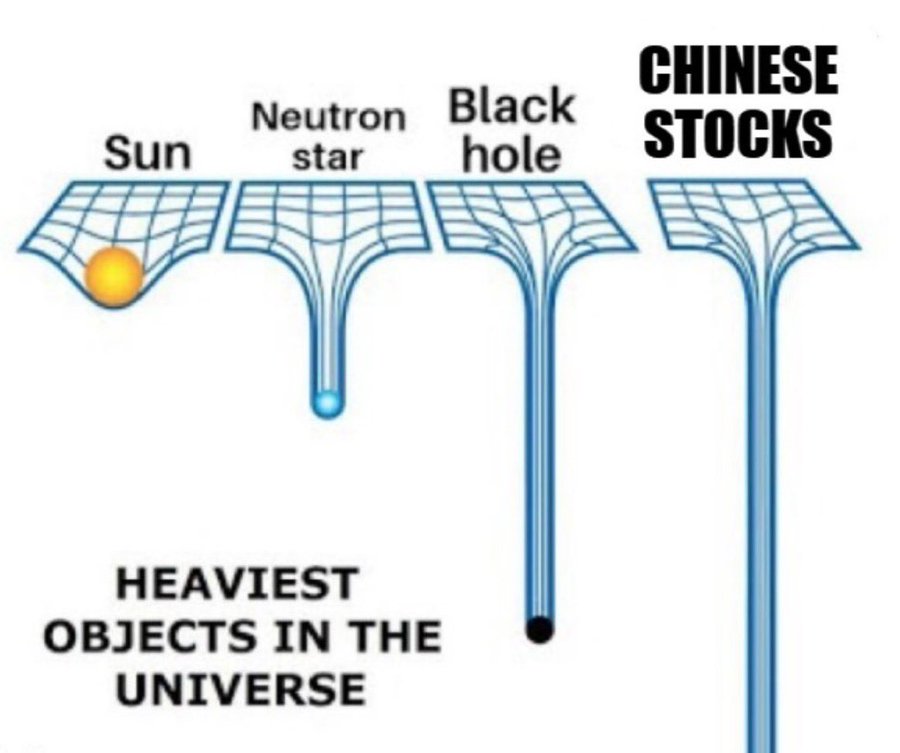 Sun
Neutron
star
Black
hole
CHINESE
STOCKS
HEAVIEST
OBJECTS IN THE
UNIVERSE